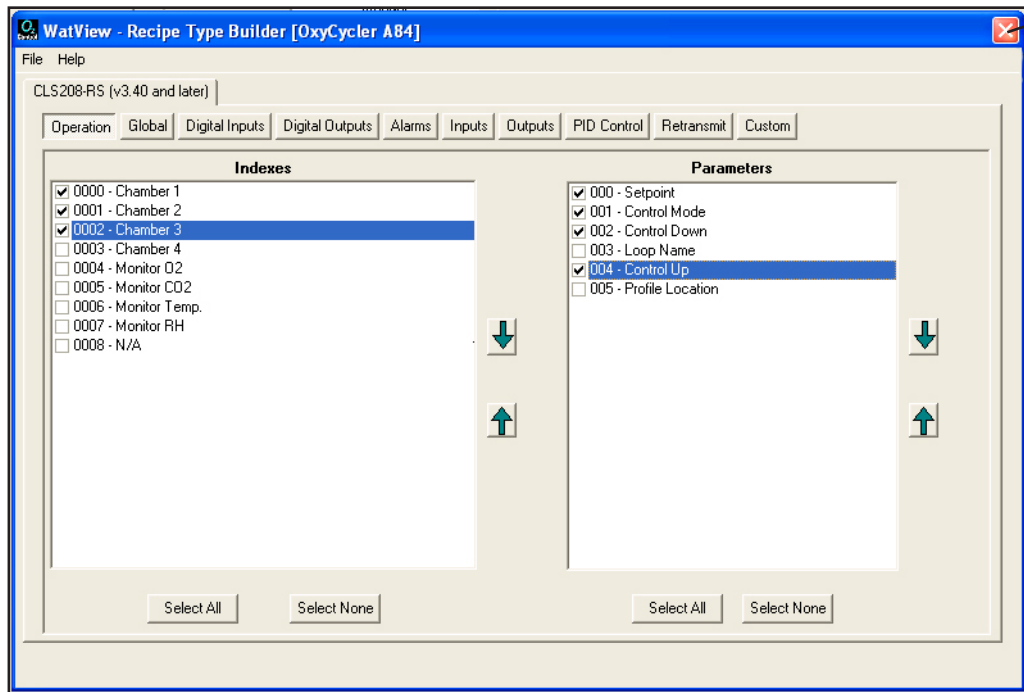 WatView - Recipe Type Builder [OxyCycler A84]
File Help
CLS208-RS (v3.40 and later)
Operation Global Digital Inputs Digital Outputs Alarms Inputs Outputs PID Control Retransmit Custom
Indexes
0000 - Chamber 1
0001 - Chamber 2
0002 - Chamber 3
0003 - Chamber 4
0004 - Monitor O2
0005 - Monitor CO2
0006 - Monitor Temp.
0007 - Monitor RH
0008 - N/A
Select All Select None
Parameters
000 - Setpoint
001 - Control Mode
002 - Control Down
003 - Loop Name
004 - Control Up
005 - Profile Location
Select All Select None